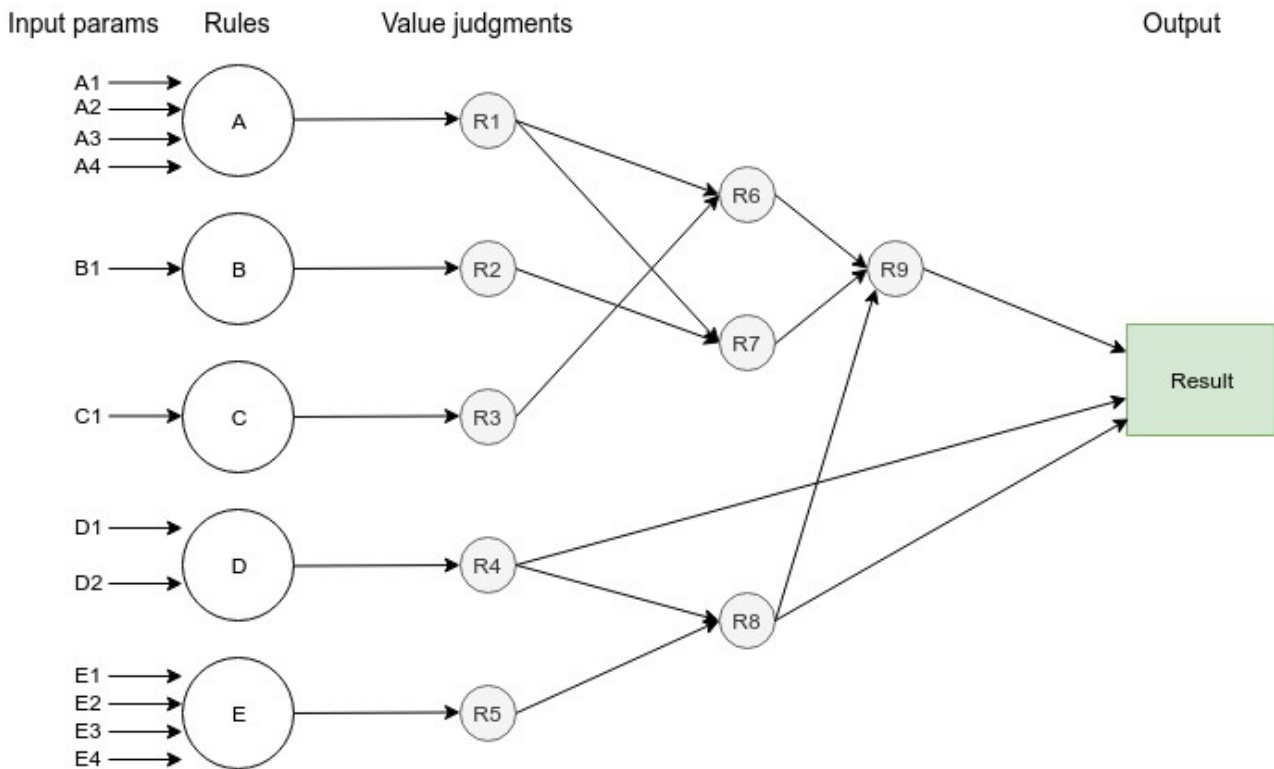 Input params
Rules
Value judgments
Output
A1
A2
A3
A4
A
R1
R6
B1
B
R2
R9
R7
Result
C1
C
R3
D1
D2
D
R4
R8
E1
E2
E3
E4
E
R5